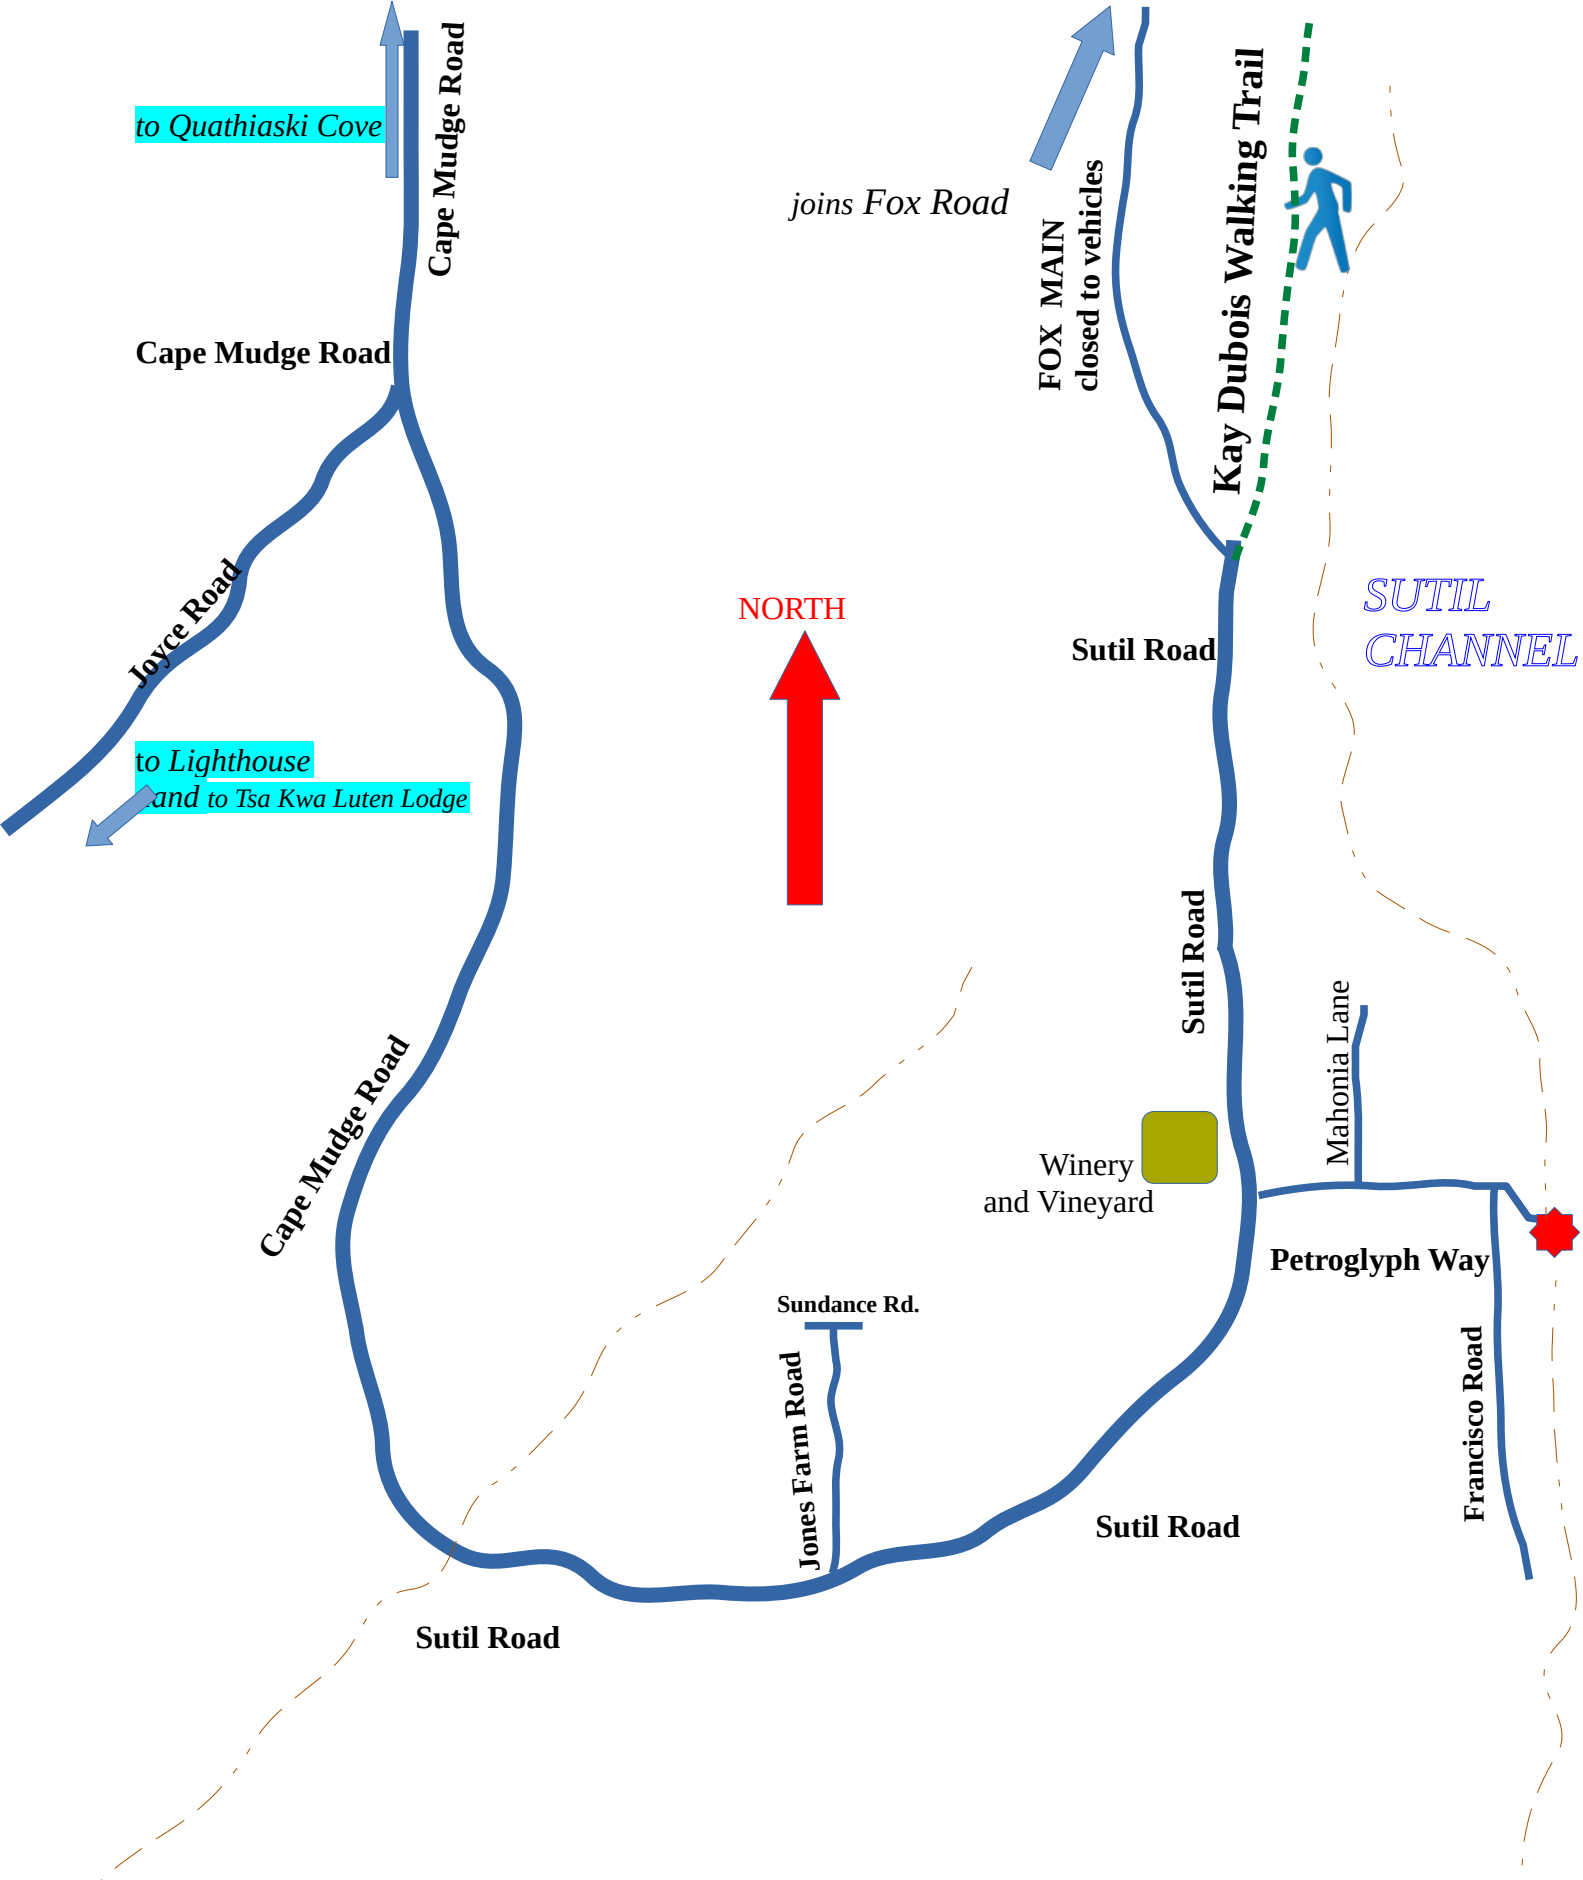 Cape Mudge Road
to Quathiaski Cove
Kay Dubois Walking Trail
joins Fox Road
FOX MAIN
closed to vehicles
Cape Mudge Road
Joyce Road
NORTH
SUTIL
CHANNEL
Sutil Road
to Lighthouse
and to Tsa Kwa Luten Lodge
Sutil Road
Mahonia Lane
Cape Mudge Road
Winery
and Vineyard
Petroglyph Way
Sundance Rd.
Jones Farm Road
Francisco Road
Sutil Road
Sutil Road